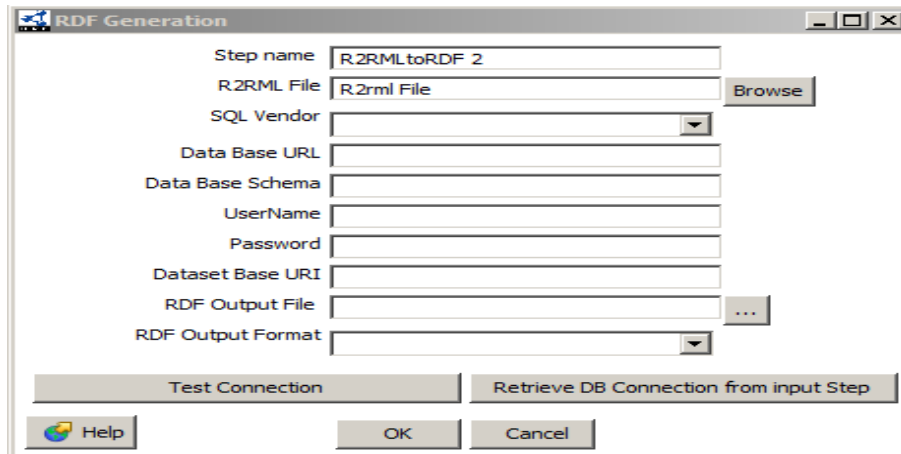 RDF Generation
Step name R2RMLtoRDF 2
R2RML File R2rml File Browse
SQL Vendor
Data Base URL
Data Base Schema
UserName
Password
Dataset Base URI
RDF Output File ...
RDF Output Format
Test Connection Retrieve DB Connection from input Step
Help OK Cancel